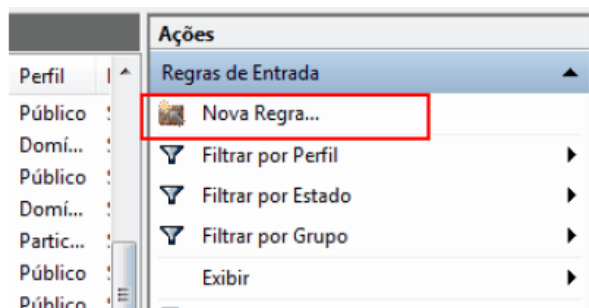 Ações
Perfil
Regras de Entrada
Público
Nova Regra...
Domí...
Filtrar por Perfil
Público
Filtrar por Estado
Domí...
Partic...
Filtrar por Grupo
Público
Exibir
Público